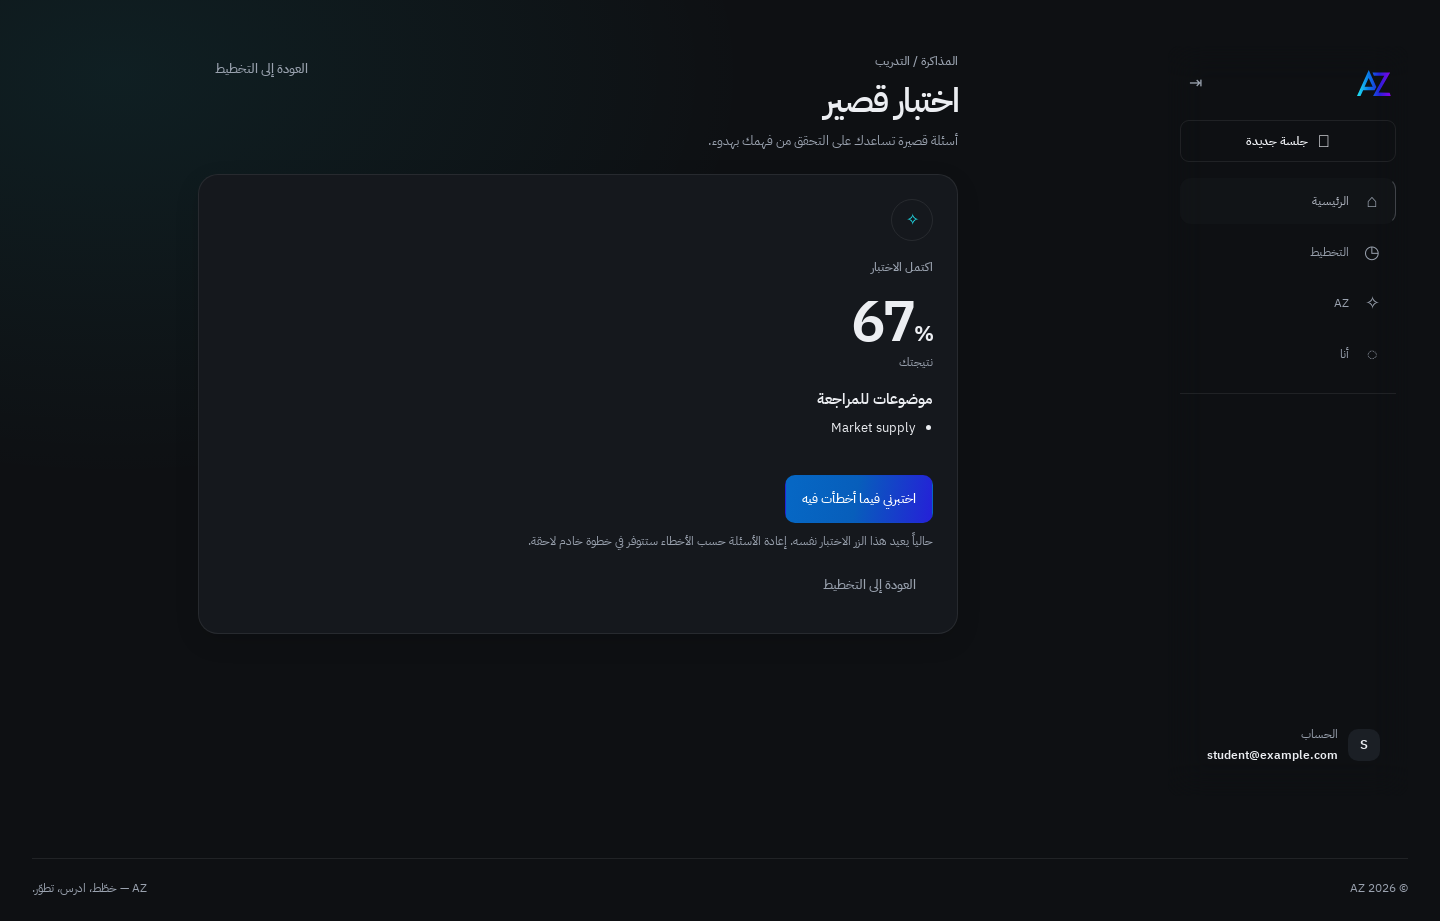 AZ
جلسة جديدة
الرئيسية
التخطيط
AZ
أنا
الحساب
S
student@example.com
المذاكرة / التدريب
العودة إلى التخطيط
اختبار قصير
أسئلة قصيرة تساعدك على التحقق من فهمك بهدوء.
اكتمل الاختبار
67%
نتيجتك
موضوعات للمراجعة
Market supply
اختبرني فيما أخطأت فيه
حالياً يعيد هذا الزر الاختبار نفسه. إعادة الأسئلة حسب الأخطاء ستتوفر في خطوة خادم لاحقة.
العودة إلى التخطيط
© 2026 AZ
AZ — خطّط، ادرس، تطوّر.